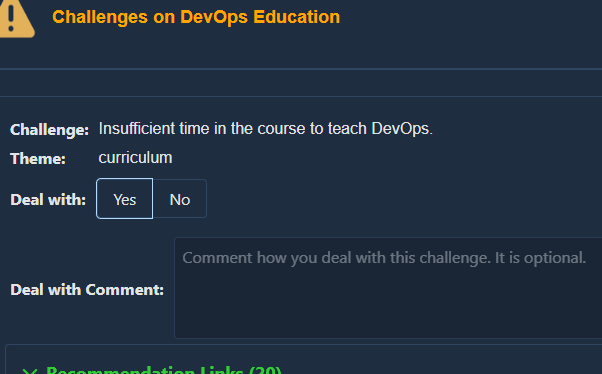 Challenges on DevOps Education
Challenge: Insufficient time in the course to teach DevOps.
Theme: curriculum
Deal with: Yes No
Comment how you deal with this challenge. It is optional.
Deal with Comment:
Recommendation Links (20)